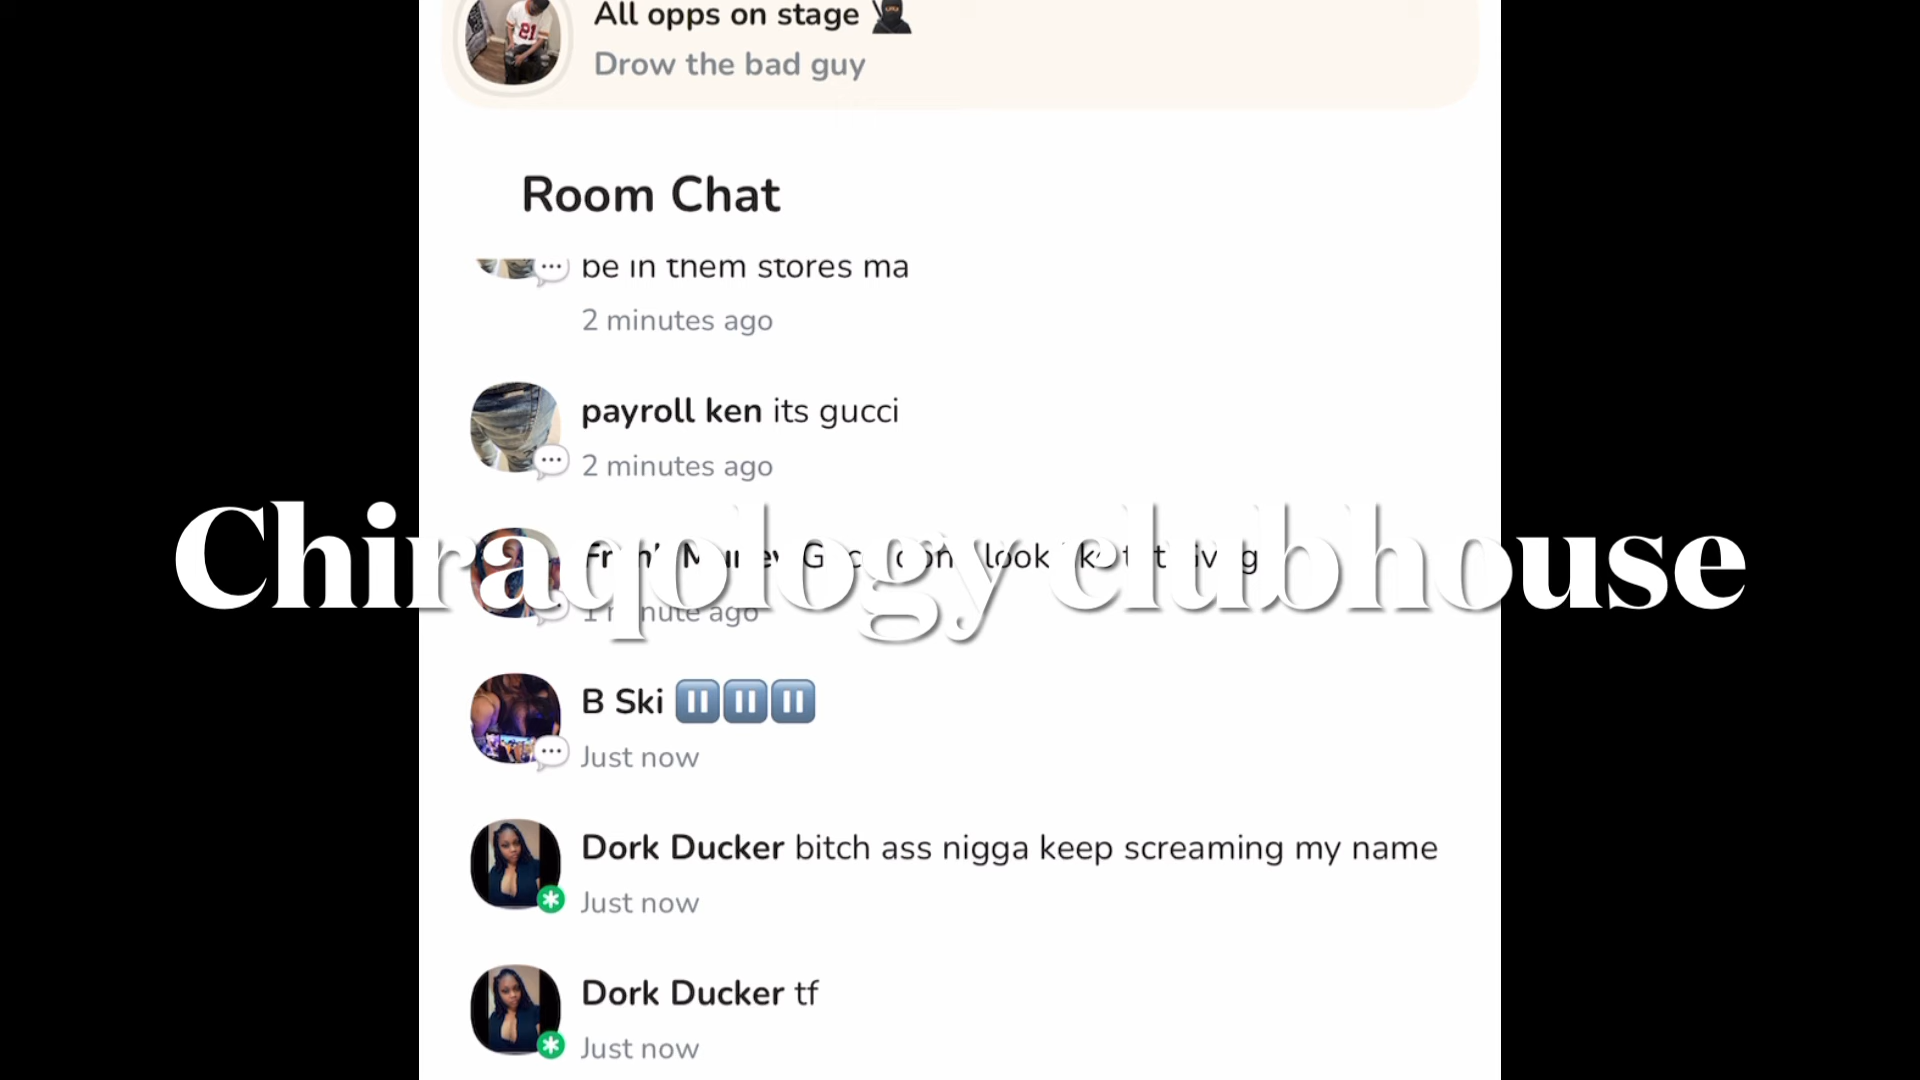 All opps on stage 🥷
Drow the bad guy
Room Chat
be in them stores ma
2 minutes ago
payroll ken its gucci
2 minutes ago
Chiraqology clubhouse
look
ago
B Ski ⏸️⏸️⏸️
Just now
Dork Ducker bitch ass nigga keep screaming my name
Just now
Dork Ducker tf
Just now